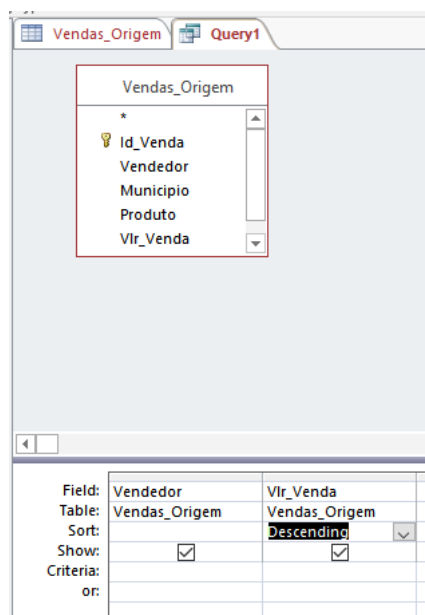 Vendas_Origem Query1
Vendas_Origem
*
Id_Venda
Vendedor
Municipio
Produto
Vlr_Venda
Field: Vendedor Vlr_Venda
Table: Vendas_Origem Vendas_Origem
Sort: Descending
Show:
Criteria:
or: